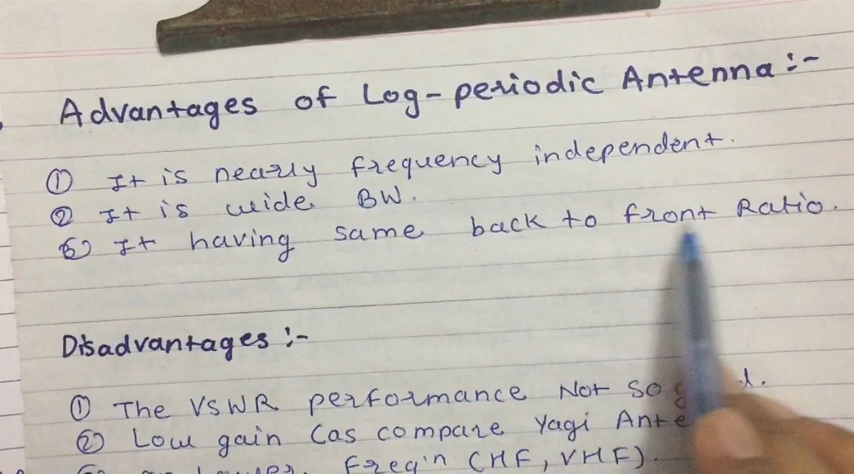 Advantages of Log-periodic Antenna:-
① It is nearly frequency independent.
② It is wide BW.
③ It having same back to front Ratio.
Disadvantages:-
① The VSWR performance Not so
② Low gain Cas compare Yagi
Freqn (HF, VHF).